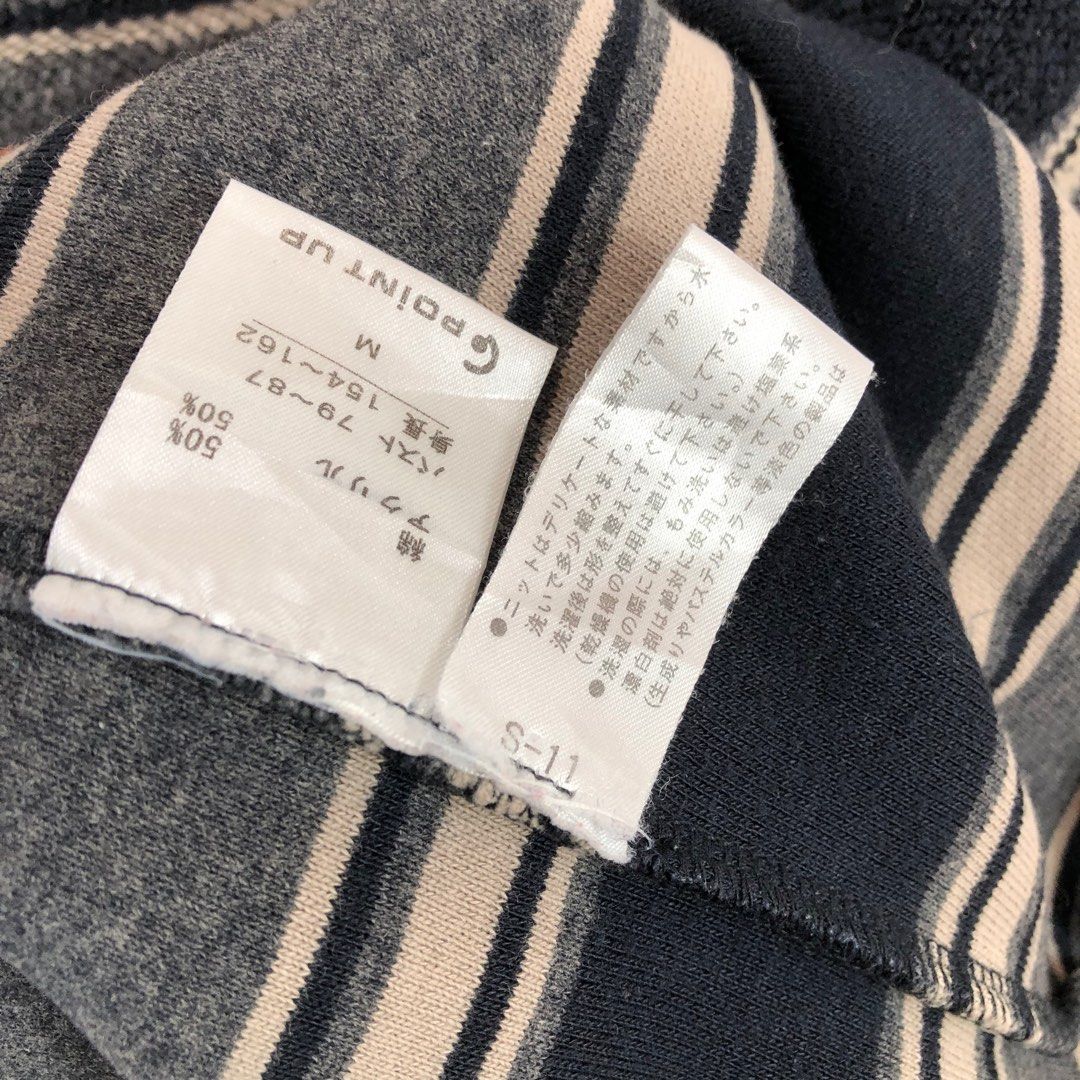 6 POiNT UP
M
身長 154~162
バスト 79~87
アクリル 50%
綿 50%
●ニットはデリケートな素材ですから水
洗いで多少縮みます。
洗濯後は形を整えてすぐに干して下さい。
(乾燥機の使用は避けて下さい。)
●洗濯の際には、もみ洗いは避け塩素系
漂白剤は絶対に使用しないで下さい。
(生成リやパステルカラー等淡色の製品は
S-11